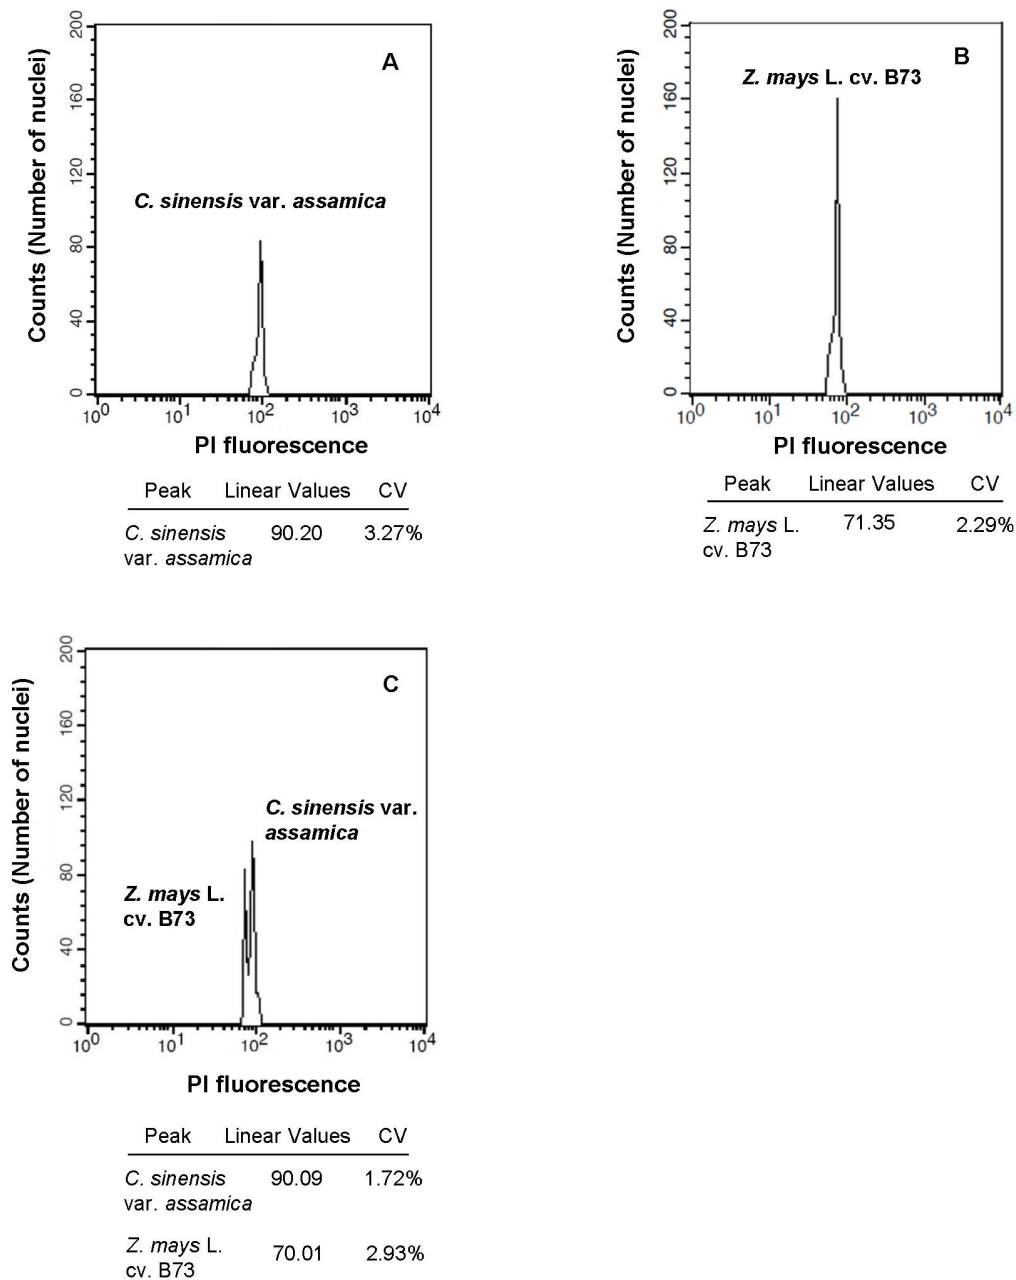 A
C. sinensis var. assamica
Counts (Number of nuclei)
200
160
120
80
40
0
10^0 10^1 10^2 10^3 10^4
PI fluorescence
Peak Linear Values CV
C. sinensis 90.20 3.27%
var. assamica
B
Z. mays L. cv. B73
Counts (Number of nuclei)
200
160
120
80
40
0
10^0 10^1 10^2 10^3 10^4
PI fluorescence
Peak Linear Values CV
Z. mays L. 71.35 2.29%
cv. B73
C
C. sinensis var.
assamica
Z. mays L.
cv. B73
Counts (Number of nuclei)
200
160
120
80
40
0
10^0 10^1 10^2 10^3 10^4
PI fluorescence
Peak Linear Values CV
C. sinensis 90.09 1.72%
var. assamica
Z. mays L. 70.01 2.93%
cv. B73